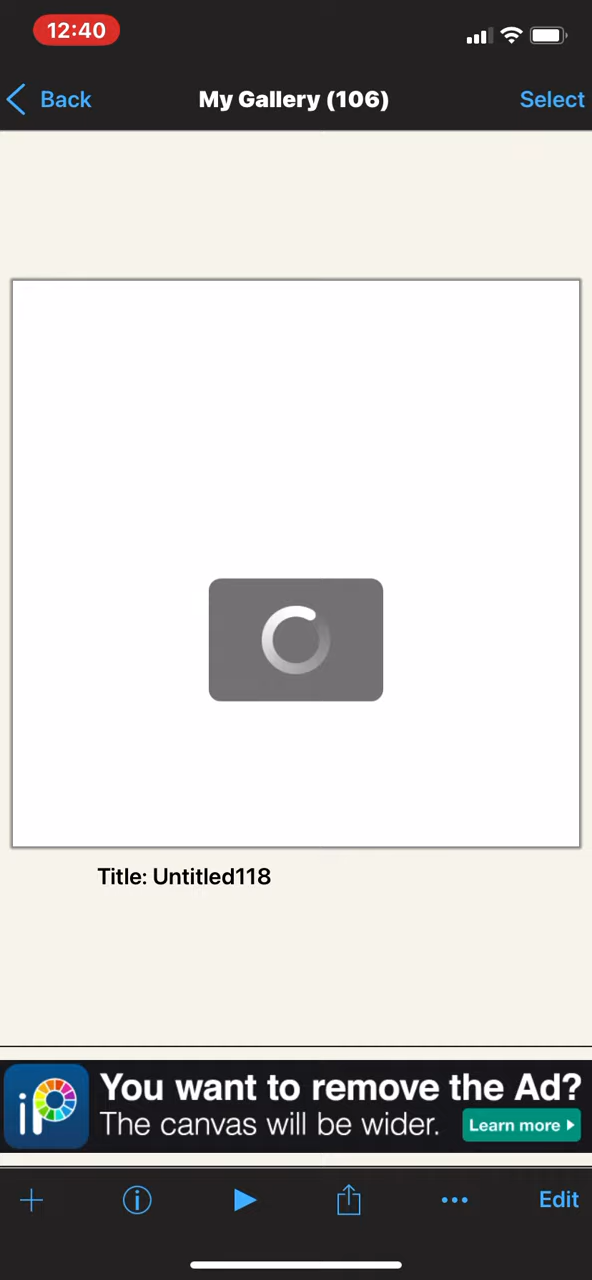 12:40
Back
My Gallery (106)
Select
Title: Untitled118
iP
You want to remove the Ad?
The canvas will be wider.
Learn more
Edit